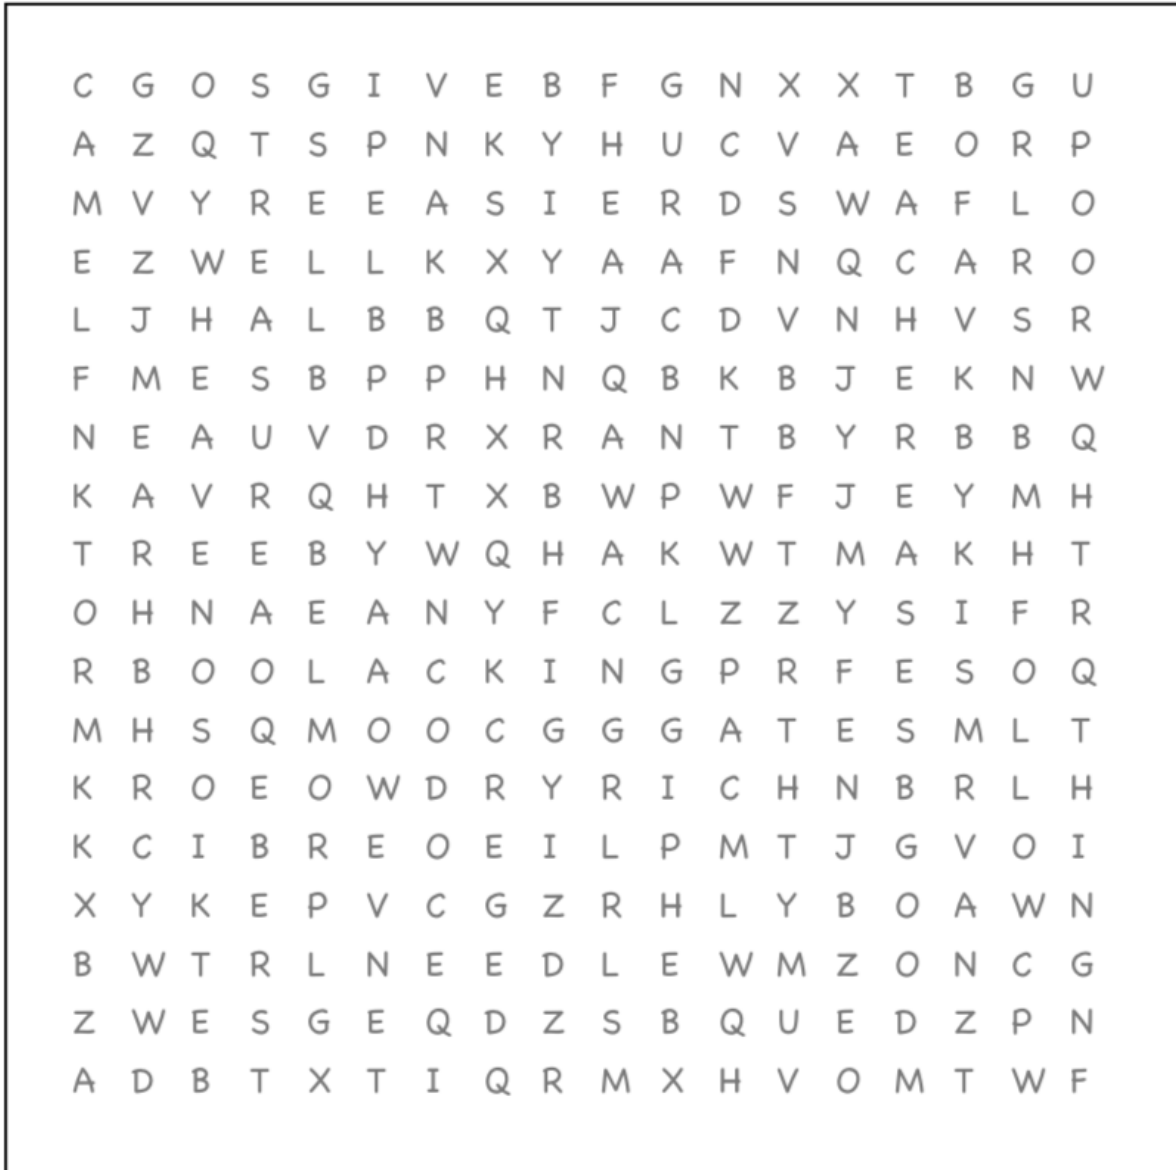 C G O S G I V E B F G N X X T B G U
A Z Q T S P N K Y H U C V A E O R P
M V Y R E E A S I E R D S W A F L O
E Z W E L L K X Y A A F N Q C A R O
L J H A L B B Q T J C D V N H V S R
F M E S B P P H N Q B K B J E K N W
N E A U V D R X R A N T B Y R B B Q
K A V R Q H T X B W P W F J E Y M H
T R E E B Y W Q H A K W T M A K H T
O H N A E A N Y F C L Z Z Y S I F R
R B O O L A C K I N G P R F E S O Q
M H S Q M O O C G G G A T E S M L T
K R O E O W D R Y R I C H N B R L H
K C I B R E O E I L P M T J G V O I
X Y K E P V C G Z R H L Y B O A W N
B W T R L N E E D L E W M Z O N C G
Z W E S G E Q D Z S B Q U E D Z P N
A D B T X T I Q R M X H V O M T W F